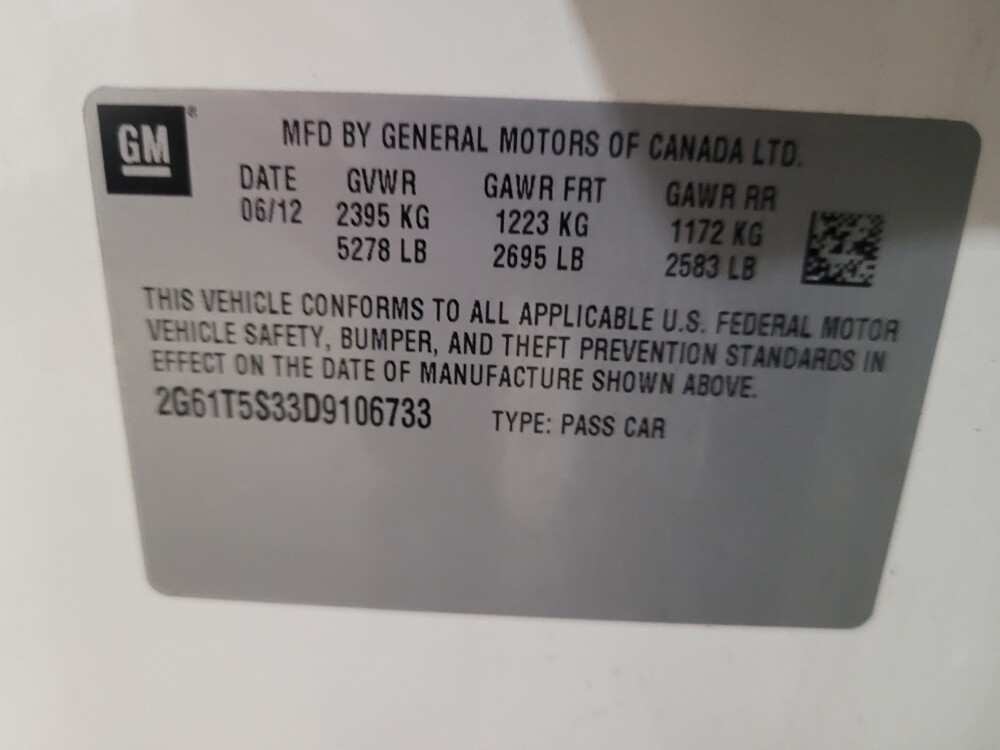 GM®
MFD BY GENERAL MOTORS OF CANADA LTD.
DATE GVWR GAWR FRT GAWR RR
06/12 2395 KG 1223 KG 1172 KG
5278 LB 2695 LB 2583 LB
THIS VEHICLE CONFORMS TO ALL APPLICABLE U.S. FEDERAL MOTOR
VEHICLE SAFETY, BUMPER, AND THEFT PREVENTION STANDARDS IN
EFFECT ON THE DATE OF MANUFACTURE SHOWN ABOVE.
2G61T5S33D9106733 TYPE: PASS CAR